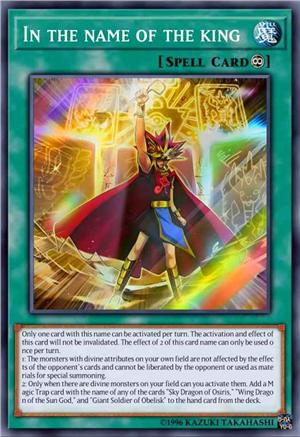 IN THE NAME OF THE KING
[SPELL CARD]
Only one card with this name can be activated per turn. The activation and effect of
this card will not be invalidated. The effect of 2 of this card name can only be used o
nce per turn.
1: The monsters with divine attributes on your own field are not affected by the effec
ts of the opponent's cards and cannot be liberated by the opponent or used as mate
rials for special summoning.
2: Only when there are divine monsters on your field can you activate them. Add a M
agic Trap card with the name of any of the cards "Sky Dragon of Osiris," "Wing Drag
on of the Sun God," and "Giant Soldier of Obelisk" to the hand card from the deck.
©1996 KAZUKI TAKAHASHI